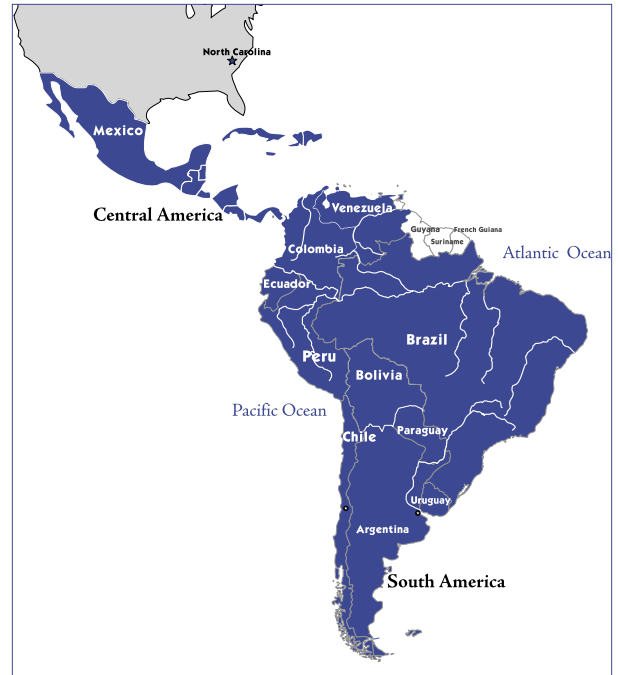 North Carolina
Mexico
Central America
Venezuela
Guyana
French Guiana
Suriname
Colombia
Atlantic Ocean
Ecuador
Brazil
Peru
Bolivia
Pacific Ocean
Paraguay
Chile
Uruguay
Argentina
South America